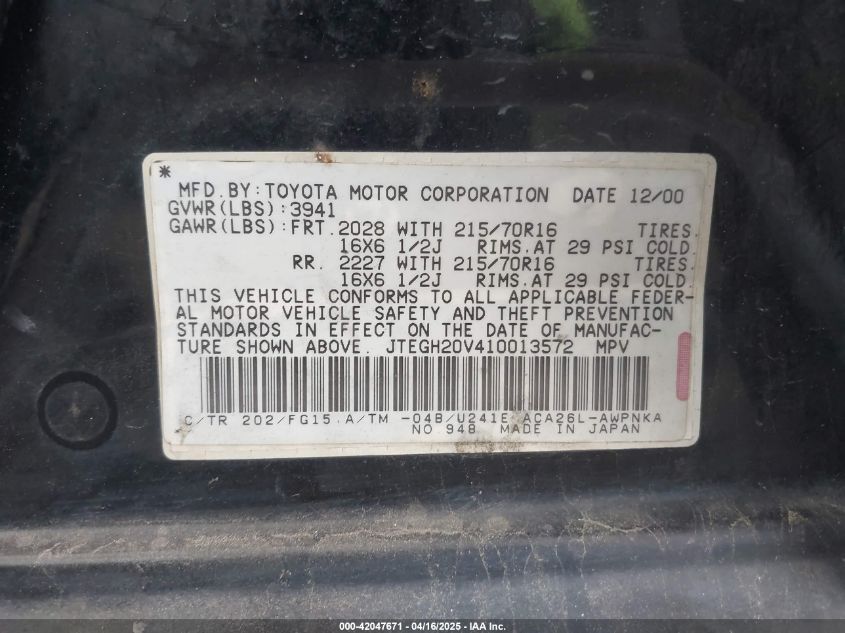 *
MFD.BY:TOYOTA MOTOR CORPORATION DATE 12/00
GVWR(LBS):3941
GAWR(LBS):FRT.2028 WITH 215/70R16 TIRES.
16X6 1/2J RIMS.AT 29 PSI COLD.
RR. 2227 WITH 215/70R16 TIRES.
16X6 1/2J RIMS.AT 29 PSI COLD.
THIS VEHICLE CONFORMS TO ALL APPLICABLE FEDER-
AL MOTOR VEHICLE SAFETY AND THEFT PREVENTION
STANDARDS IN EFFECT ON THE DATE OF MANUFAC-
TURE SHOWN ABOVE. JTEGH20V410013572 MPV
C/TR 202/FG15 A/TM -04B/U241E ACA26L-AWPNKA
NO 948 MADE IN JAPAN
000-42047671 - 04/16/2025 - IAA Inc.